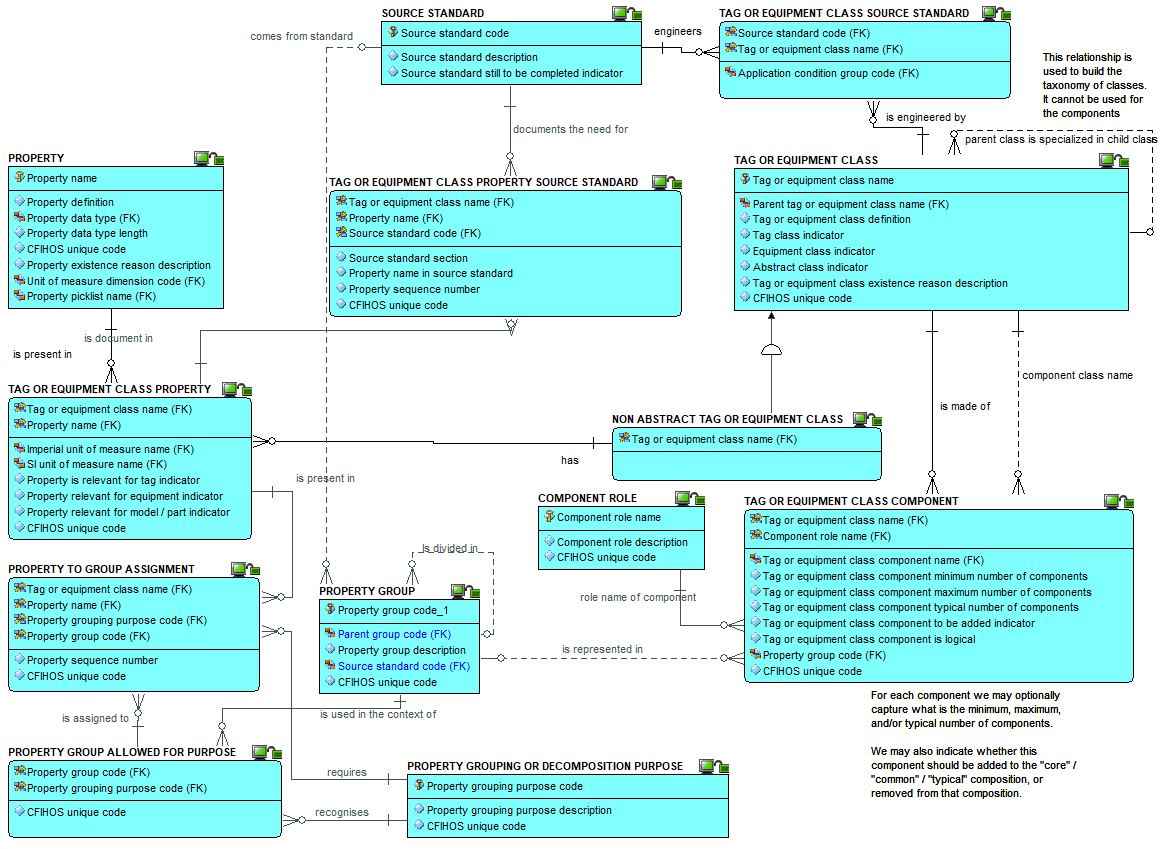 SOURCE STANDARD
Source standard code
Source standard description
Source standard still to be completed indicator
comes from standard
engineers
TAG OR EQUIPMENT CLASS SOURCE STANDARD
Source standard code (FK)
Tag or equipment class name (FK)
Application condition group code (FK)
This relationship is
used to build the
taxonomy of classes.
It cannot be used for
the components
documents the need for
is engineered by
parent class is specialized in child class
PROPERTY
Property name
Property definition
Property data type (FK)
Property data type length
CFIHOS unique code
Property existence reason description
Unit of measure dimension code (FK)
Property picklist name (FK)
TAG OR EQUIPMENT CLASS PROPERTY SOURCE STANDARD
Tag or equipment class name (FK)
Property name (FK)
Source standard code (FK)
Source standard section
Property name in source standard
Property sequence number
CFIHOS unique code
TAG OR EQUIPMENT CLASS
Tag or equipment class name
Parent tag or equipment class name (FK)
Tag or equipment class definition
Tag class indicator
Equipment class indicator
Abstract class indicator
Tag or equipment class existence reason description
CFIHOS unique code
is document in
is present in
component class name
is made of
TAG OR EQUIPMENT CLASS PROPERTY
Tag or equipment class name (FK)
Property name (FK)
Imperial unit of measure name (FK)
SI unit of measure name (FK)
Property is relevant for tag indicator
Property relevant for equipment indicator
Property relevant for model / part indicator
CFIHOS unique code
NON ABSTRACT TAG OR EQUIPMENT CLASS
Tag or equipment class name (FK)
has
is present in
COMPONENT ROLE
Component role name
Component role description
CFIHOS unique code
role name of component
TAG OR EQUIPMENT CLASS COMPONENT
Tag or equipment class name (FK)
Component role name (FK)
Tag or equipment class component name (FK)
Tag or equipment class component minimum number of components
Tag or equipment class component maximum number of components
Tag or equipment class component typical number of components
Tag or equipment class component to be added indicator
Tag or equipment class component is logical
Property group code (FK)
CFIHOS unique code
PROPERTY TO GROUP ASSIGNMENT
Tag or equipment class name (FK)
Property name (FK)
Property grouping purpose code (FK)
Property group code (FK)
Property sequence number
CFIHOS unique code
Is divided in
PROPERTY GROUP
Property group code_1
Parent group code (FK)
Property group description
Source standard code (FK)
CFIHOS unique code
is represented in
is used in the context of
is assigned to
For each component we may optionally
capture what is the minimum, maximum,
and/or typical number of components.
We may also indicate whether this
component should be added to the "core" /
"common" / "typical" composition, or
removed from that composition.
PROPERTY GROUP ALLOWED FOR PURPOSE
Property group code (FK)
Property grouping purpose code (FK)
CFIHOS unique code
requires
recognises
PROPERTY GROUPING OR DECOMPOSITION PURPOSE
Property grouping purpose code
Property grouping purpose description
CFIHOS unique code